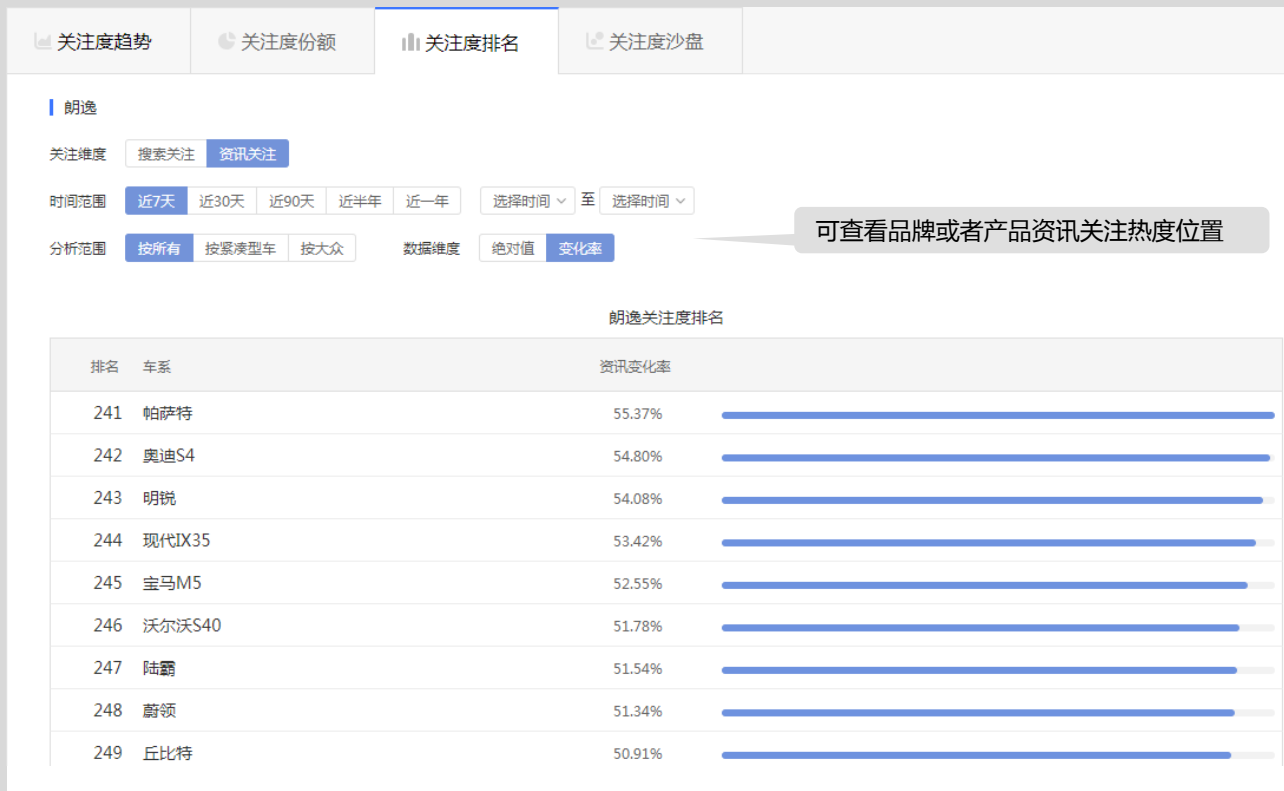 关注度趋势 关注度份额 关注度排名 关注度沙盘
朗逸
关注维度 搜索关注 资讯关注
时间范围 近7天 近30天 近90天 近半年 近一年 选择时间 至 选择时间
可查看品牌或者产品资讯关注热度位置
分析范围 按所有 按紧凑型车 按大众 数据维度 绝对值 变化率
朗逸关注度排名
排名 车系 资讯变化率
241 帕萨特 55.37%
242 奥迪S4 54.80%
243 明锐 54.08%
244 现代IX35 53.42%
245 宝马M5 52.55%
246 沃尔沃S40 51.78%
247 陆霸 51.54%
248 蔚领 51.34%
249 丘比特 50.91%